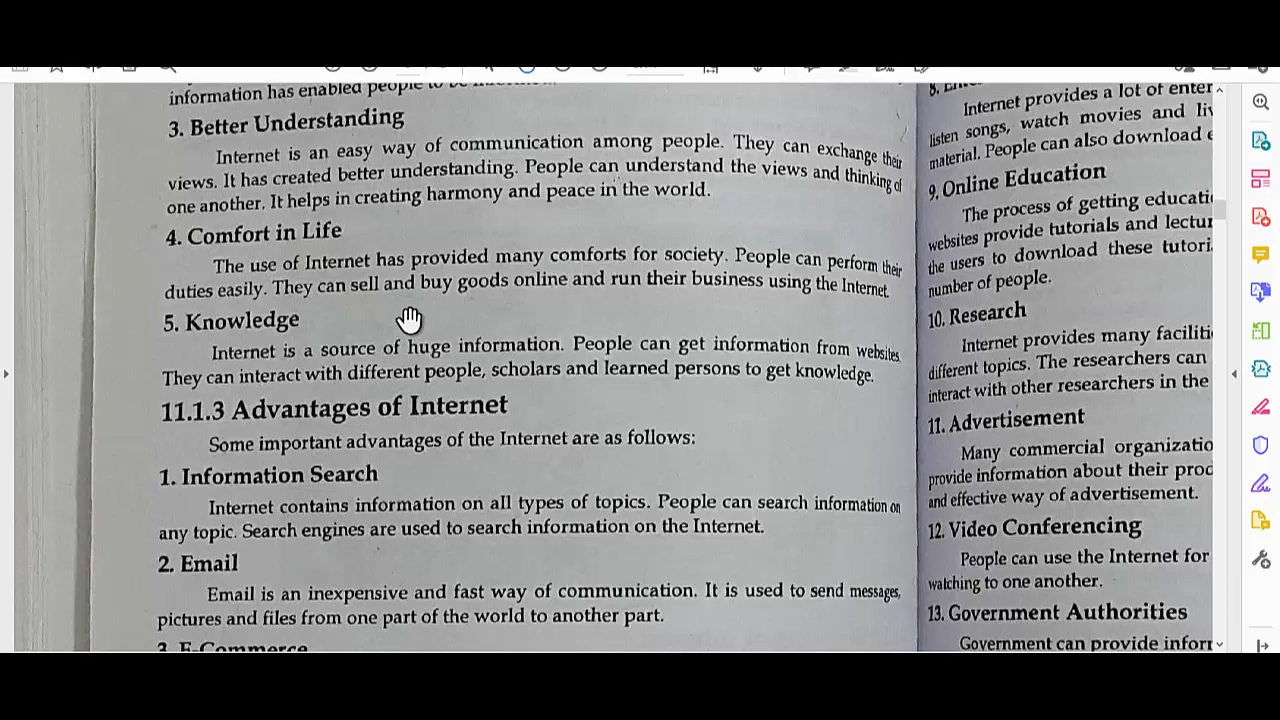 information has enabled people to be
3. Better Understanding
Internet is an easy way of communication among people. They can exchange their
views. It has created better understanding. People can understand the views and thinking of
one another. It helps in creating harmony and peace in the world.
4. Comfort in Life
The use of Internet has provided many comforts for society. People can perform their
duties easily. They can sell and buy goods online and run their business using the Internet.
5. Knowledge
Internet is a source of huge information. People can get information from websites.
They can interact with different people, scholars and learned persons to get knowledge.
11.1.3 Advantages of Internet
Some important advantages of the Internet are as follows:
1. Information Search
Internet contains information on all types of topics. People can search information on
any topic. Search engines are used to search information on the Internet.
2. Email
Email is an inexpensive and fast way of communication. It is used to send messages,
pictures and files from one part of the world to another part.
3. E-Commerce
8.
Internet provides a lot of enter
listen songs, watch movies and liv
material. People can also download e
9. Online Education
The process of getting educati
websites provide tutorials and lectur
the users to download these tutori
number of people.
10. Research
Internet provides many faciliti
different topics. The researchers can
interact with other researchers in the
11. Advertisement
Many commercial organizatio
provide information about their prod
and effective way of advertisement.
12. Video Conferencing
People can use the Internet for
watching to one another.
13. Government Authorities
Government can provide inform